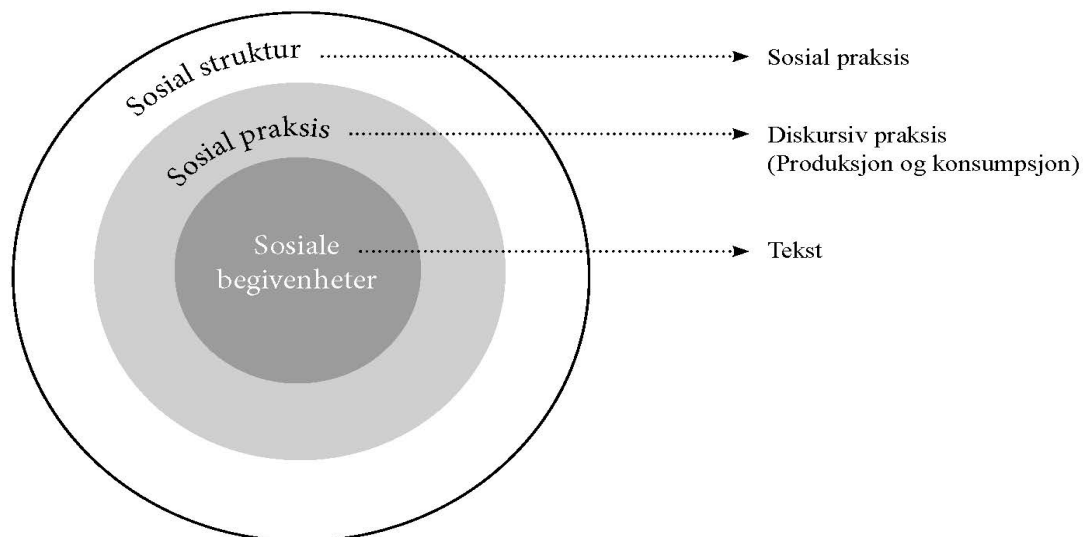 Sosial struktur
Sosial praksis
Sosial praksis
Diskursiv praksis
(Produksjon og konsumpsjon)
Sosiale
begivenheter
Tekst